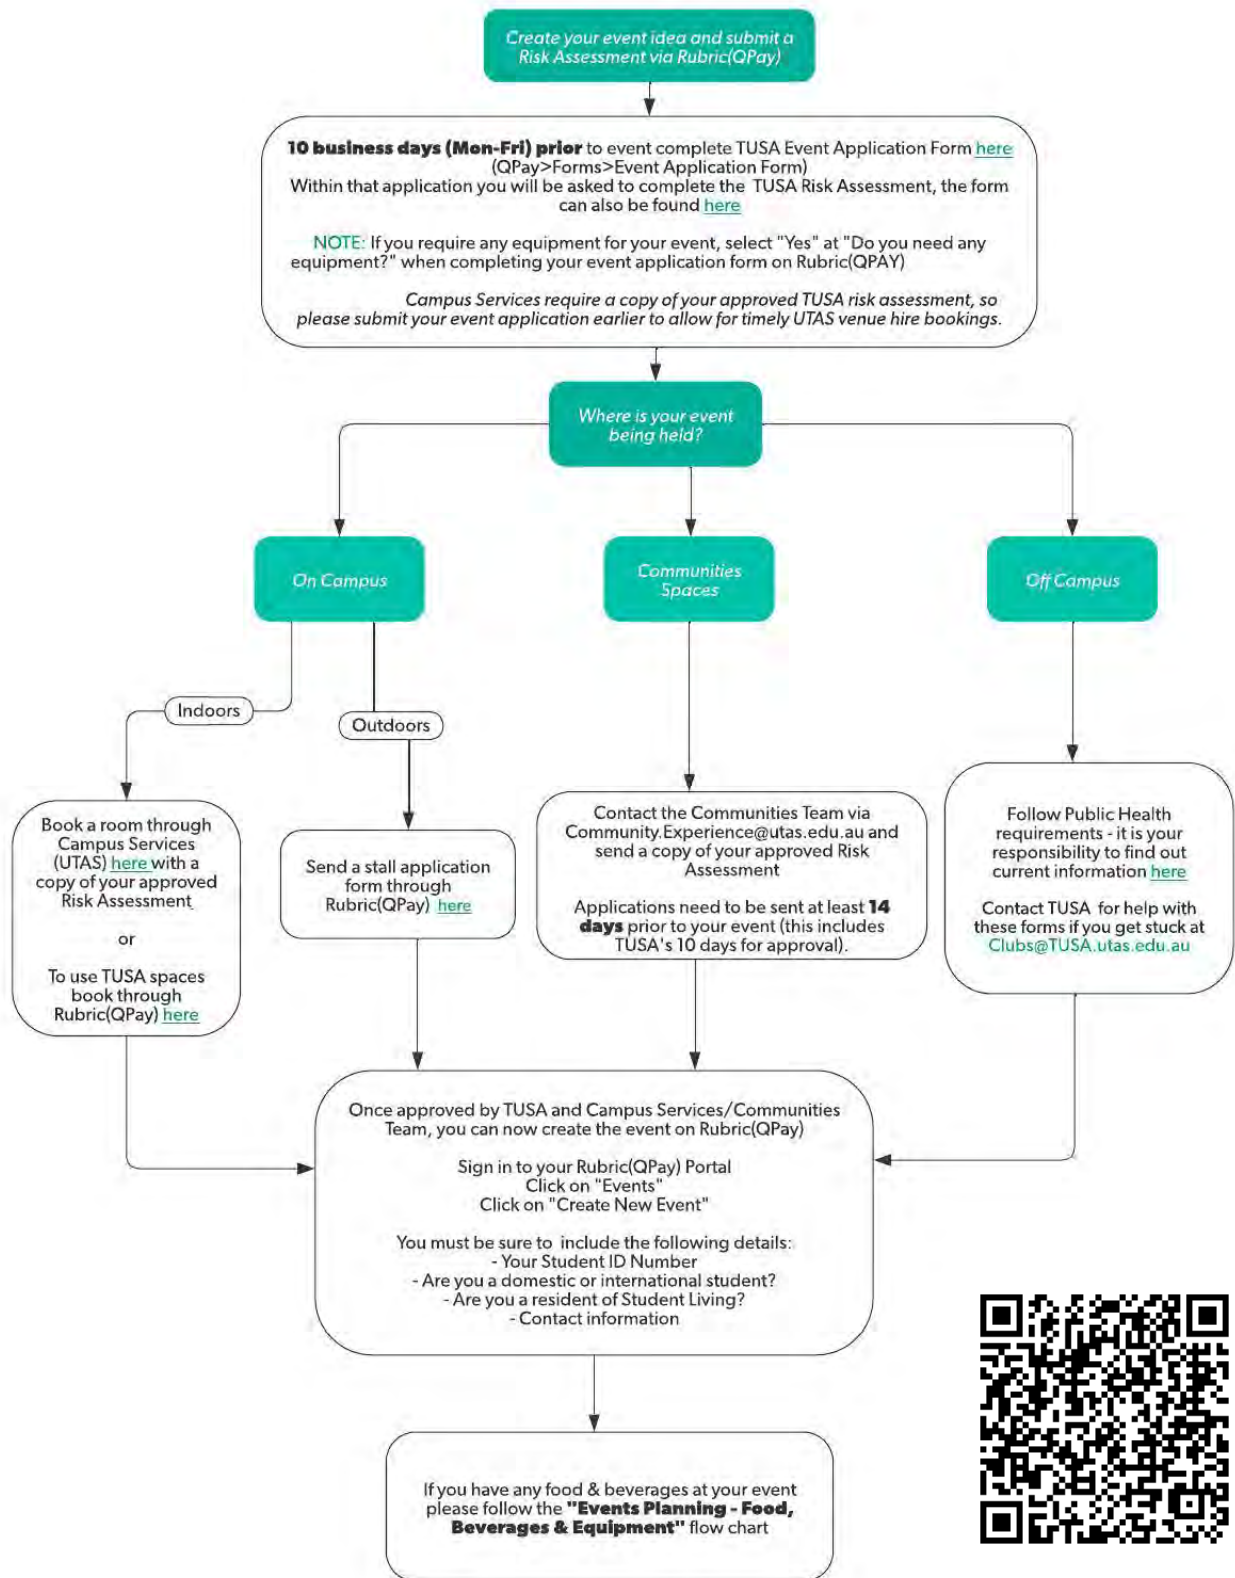 Create your event idea and submit a
Risk Assessment via Rubric(QPay)
10 business days (Mon-Fri) prior to event complete TUSA Event Application Form here
(QPay>Forms>Event Application Form)
Within that application you will be asked to complete the TUSA Risk Assessment, the form
can also be found here
NOTE: If you require any equipment for your event, select "Yes" at "Do you need any
equipment?" when completing your event application form on Rubric(QPAY)
Campus Services require a copy of your approved TUSA risk assessment, so
please submit your event application earlier to allow for timely UTAS venue hire bookings.
Where is your event
being held?
On Campus
Communities
Spaces
Off Campus
Indoors
Outdoors
Book a room through
Campus Services
(UTAS) here with a
copy of your approved
Risk Assessment
or
To use TUSA spaces
book through
Rubric(QPay) here
Send a stall application
form through
Rubric(QPay) here
Contact the Communities Team via
Community.Experience@utas.edu.au and
send a copy of your approved Risk
Assessment
Applications need to be sent at least 14
days prior to your event (this includes
TUSA's 10 days for approval).
Follow Public Health
requirements - it is your
responsibility to find out
current information here
Contact TUSA for help with
these forms if you get stuck at
Clubs@TUSA.utas.edu.au
Once approved by TUSA and Campus Services/Communities
Team, you can now create the event on Rubric(QPay)
Sign in to your Rubric(QPay) Portal
Click on "Events"
Click on "Create New Event"
You must be sure to include the following details:
- Your Student ID Number
- Are you a domestic or international student?
- Are you a resident of Student Living?
- Contact information
If you have any food & beverages at your event
please follow the "Events Planning - Food,
Beverages & Equipment" flow chart